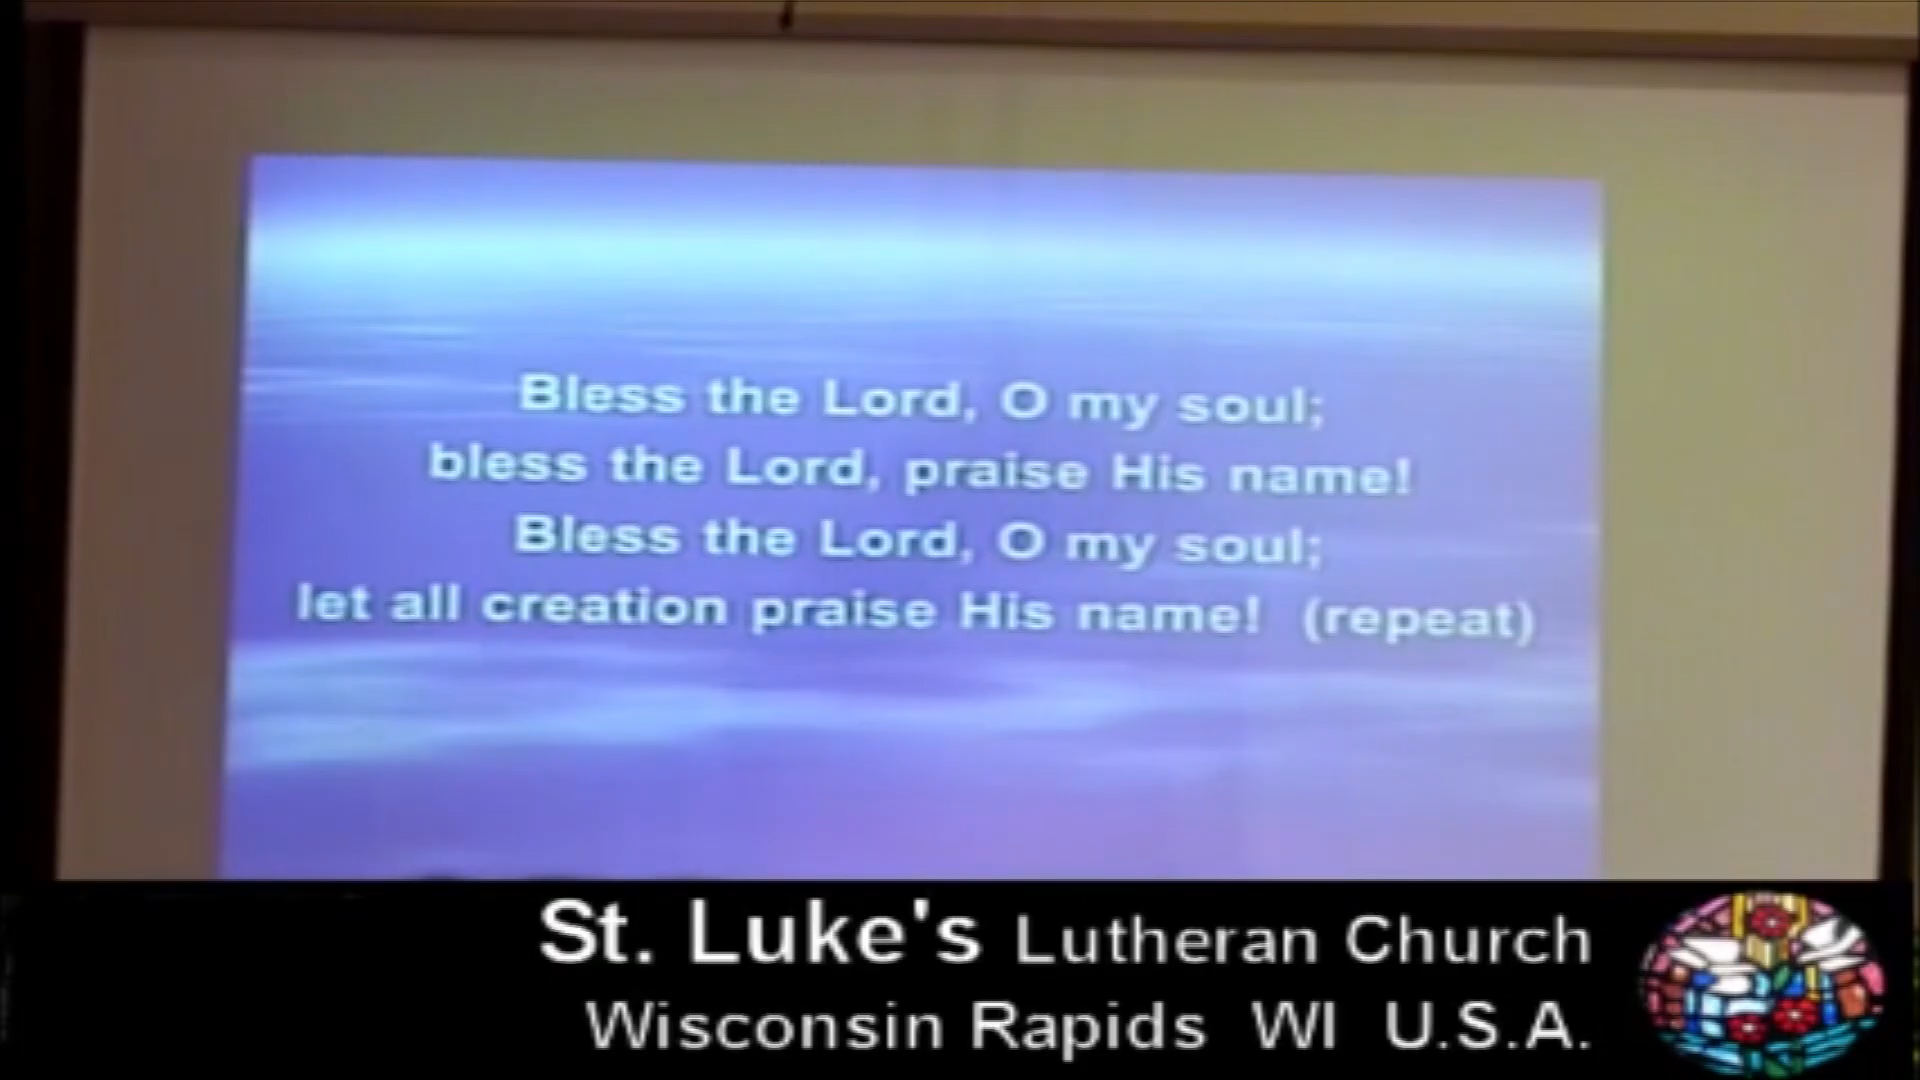 Bless the Lord, O my soul;
bless the Lord, praise His name!
Bless the Lord, O my soul;
let all creation praise His name! (repeat)
St. Luke's Lutheran Church
Wisconsin Rapids WI U.S.A.